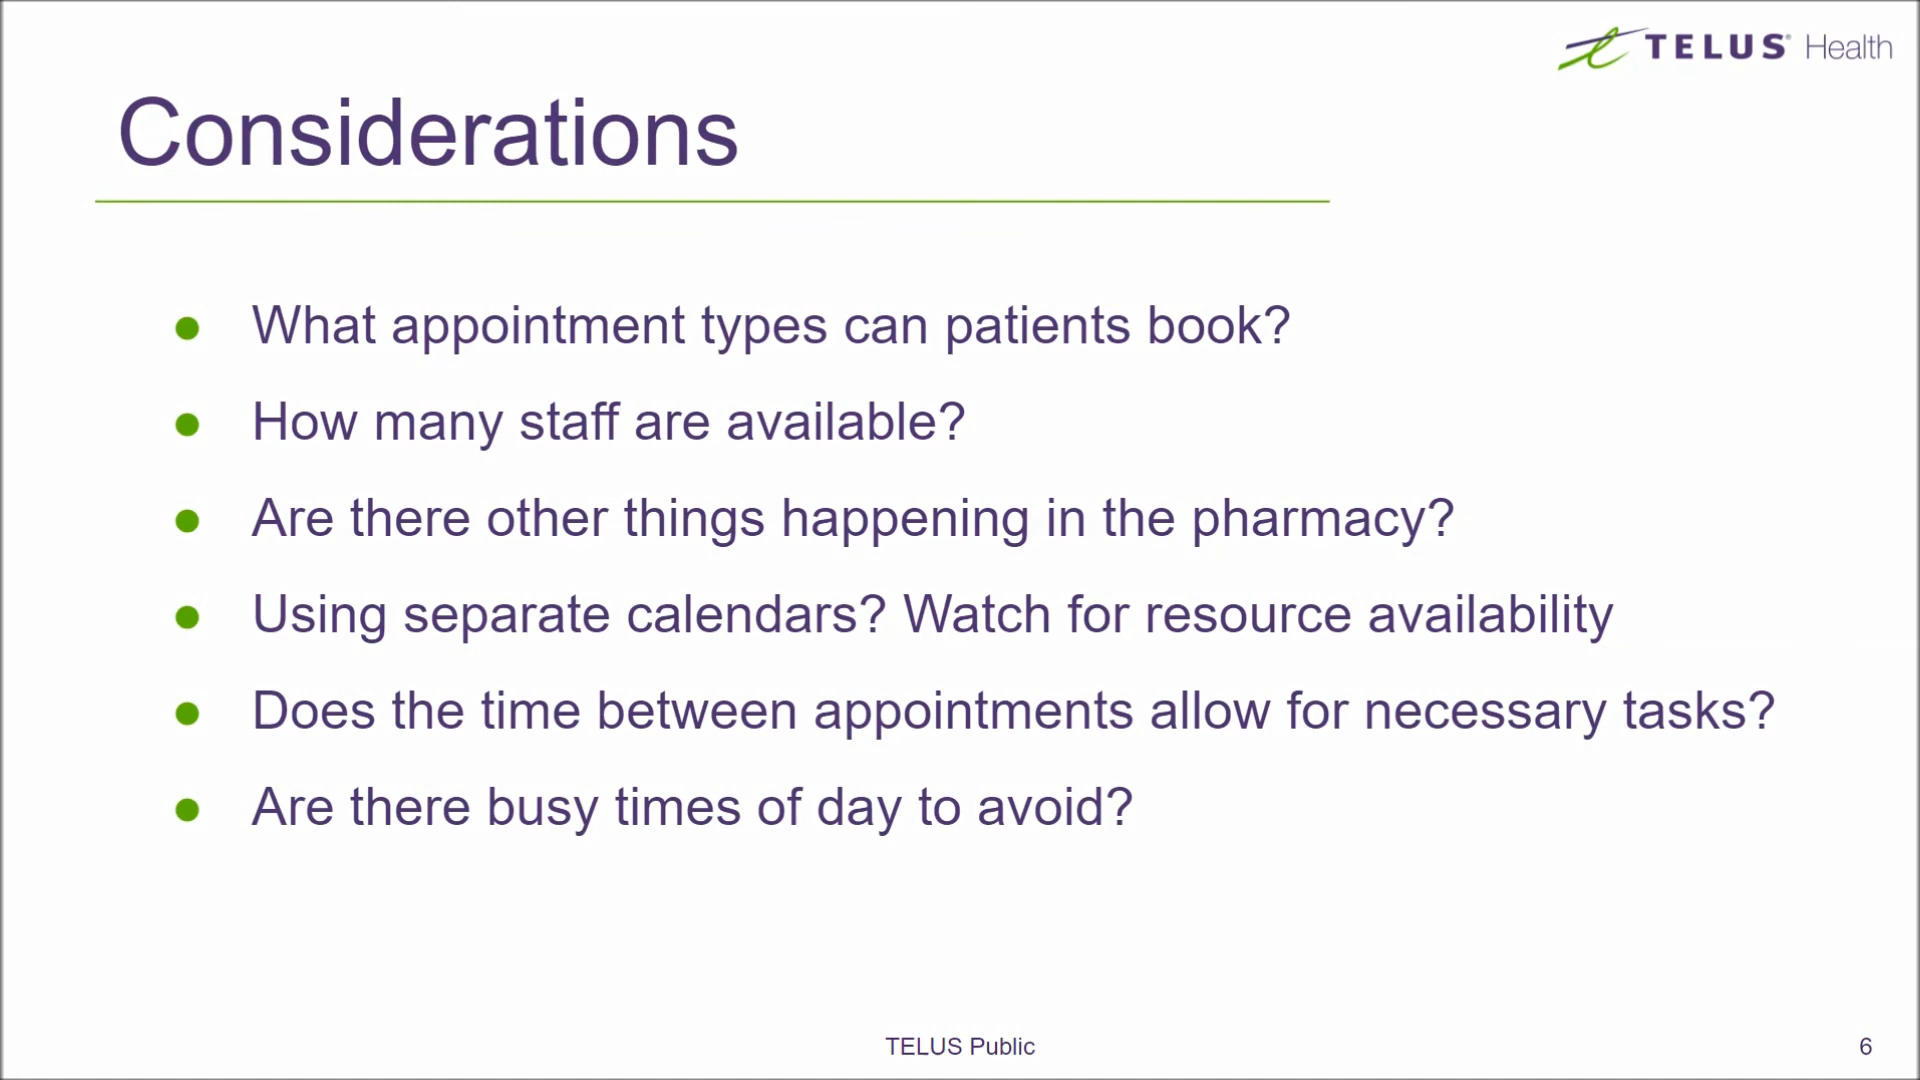 TELUS® Health
Considerations
● What appointment types can patients book?
● How many staff are available?
● Are there other things happening in the pharmacy?
● Using separate calendars? Watch for resource availability
● Does the time between appointments allow for necessary tasks?
● Are there busy times of day to avoid?
TELUS Public
6